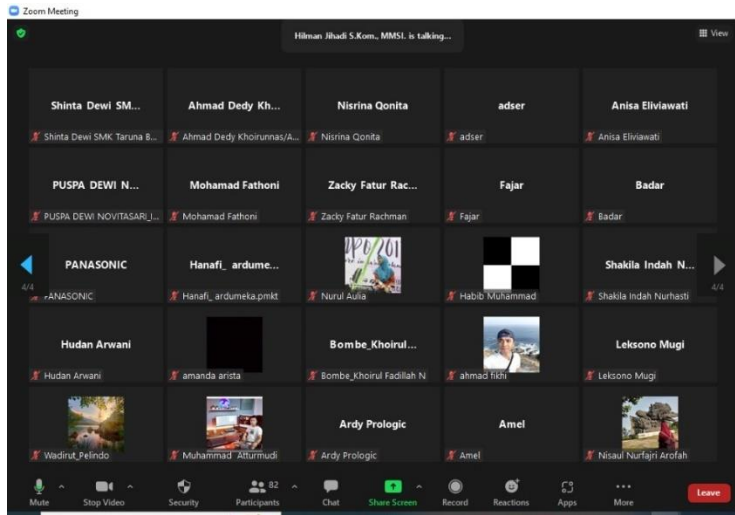 Zoom Meeting
Hilman Jihadi S.Kom., MMSI. is talking...
View
Shinta Dewi SM...
Ahmad Dedy Kh...
Nisrina Qonita
adser
Anisa Eliviawati
Shinta Dewi SMK Taruna B...
Ahmad Dedy Khoirunnas/A...
Nisrina Qonita
adser
Anisa Eliviawati
PUSPA DEWI N...
Mohamad Fathoni
Zacky Fatur Rac...
Fajar
Badar
PUSPA DEWI NOVITASARI_I...
Mohamad Fathoni
Zacky Fatur Rachman
Fajar
Badar
PANASONIC
Hanafi_ ardume...
Shakila Indah N...
4/4
4/4
PANASONIC
Hanafi_ ardumeka.pmkt
Nurul Aulia
Habib Muhammad
Shakila Indah Nurhasti
Hudan Arwani
Bombe_Khoirul...
Leksono Mugi
Hudan Arwani
amanda arista
Bombe_Khoirul Fadillah N
ahmad fikhi
Leksono Mugi
Ardy Prologic
Amel
Wadirut_Pelindo
Muhammad Atturmudi
Ardy Prologic
Amel
Nisaul Nurfajri Arofah
82
Mute
Stop Video
Security
Participants
Chat
Share Screen
Record
Reactions
Apps
More
Leave